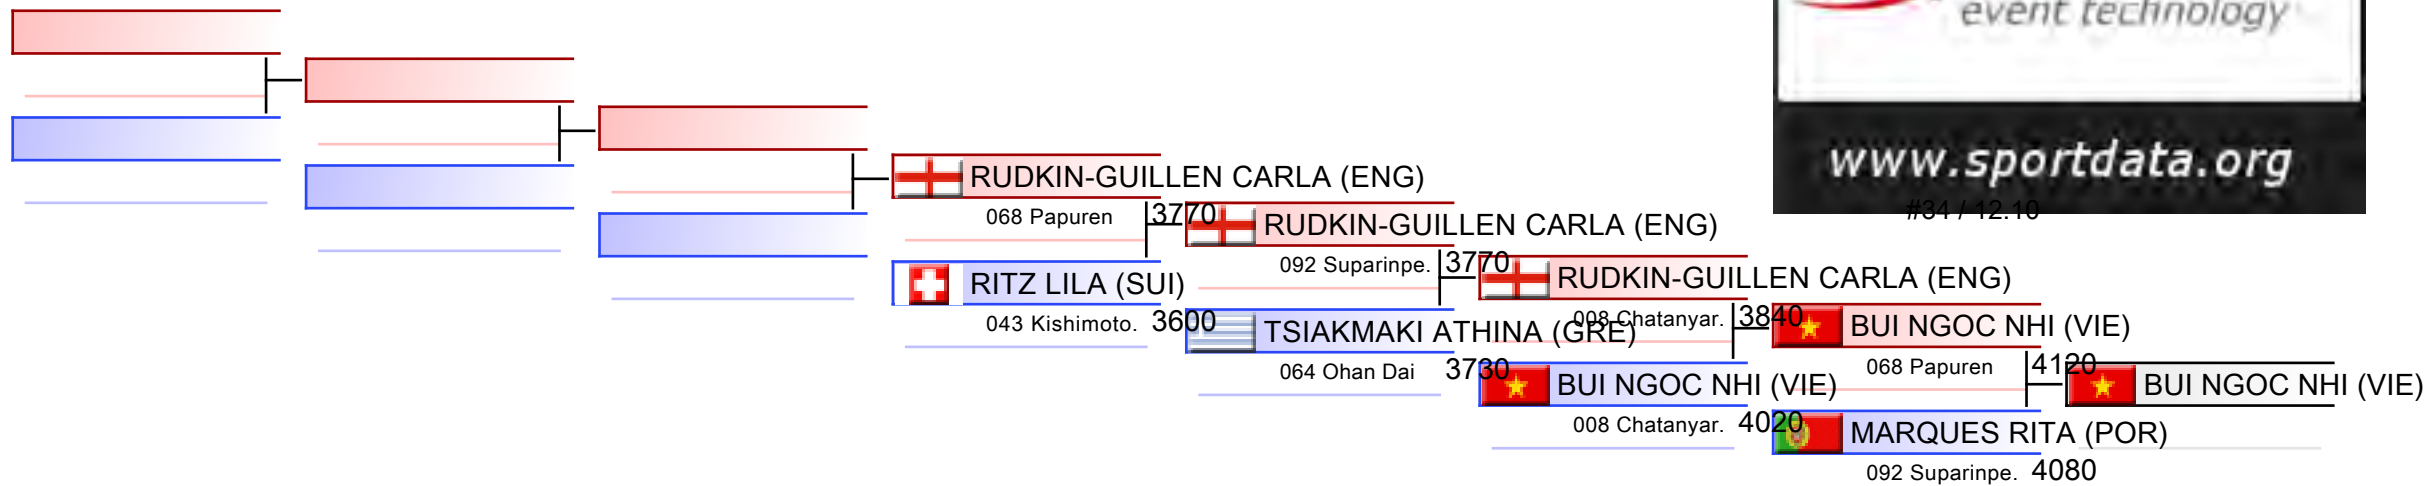 event technology
www.sportdata.org
#34 / 12.10
RUDKIN-GUILLEN CARLA (ENG)
068 Papuren 3770
RITZ LILA (SUI)
043 Kishimoto. 3600
RUDKIN-GUILLEN CARLA (ENG)
092 Suparinpe. 3770
TSIAKMAKI ATHINA (GRE)
064 Ohan Dai 3730
RUDKIN-GUILLEN CARLA (ENG)
008 Chatanyar. 3840
BUI NGOC NHI (VIE)
008 Chatanyar. 4020
BUI NGOC NHI (VIE)
068 Papuren 4120
MARQUES RITA (POR)
092 Suparinpe. 4080
BUI NGOC NHI (VIE)